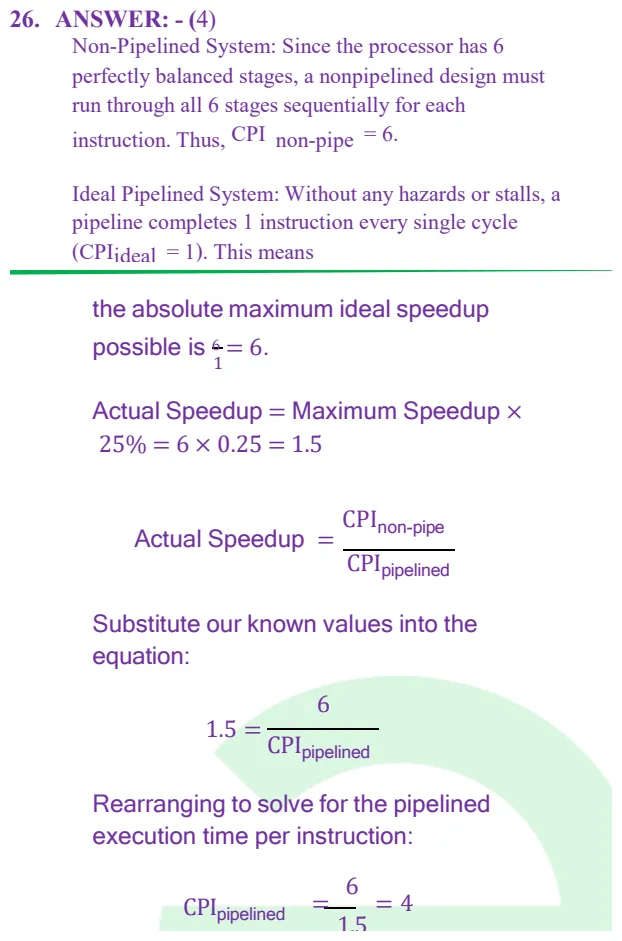 26. ANSWER: - (4)
Non-Pipelined System: Since the processor has 6
perfectly balanced stages, a nonpipelined design must
run through all 6 stages sequentially for each
instruction. Thus, CPI non-pipe = 6.
Ideal Pipelined System: Without any hazards or stalls, a
pipeline completes 1 instruction every single cycle
(CPIideal = 1). This means
the absolute maximum ideal speedup
possible is 6/1 = 6.
Actual Speedup = Maximum Speedup ×
25% = 6 × 0.25 = 1.5
Actual Speedup = CPInon-pipe / CPIpipelined
Substitute our known values into the
equation:
1.5 = 6 / CPIpipelined
Rearranging to solve for the pipelined
execution time per instruction:
CPIpipelined = 6 / 1.5 = 4